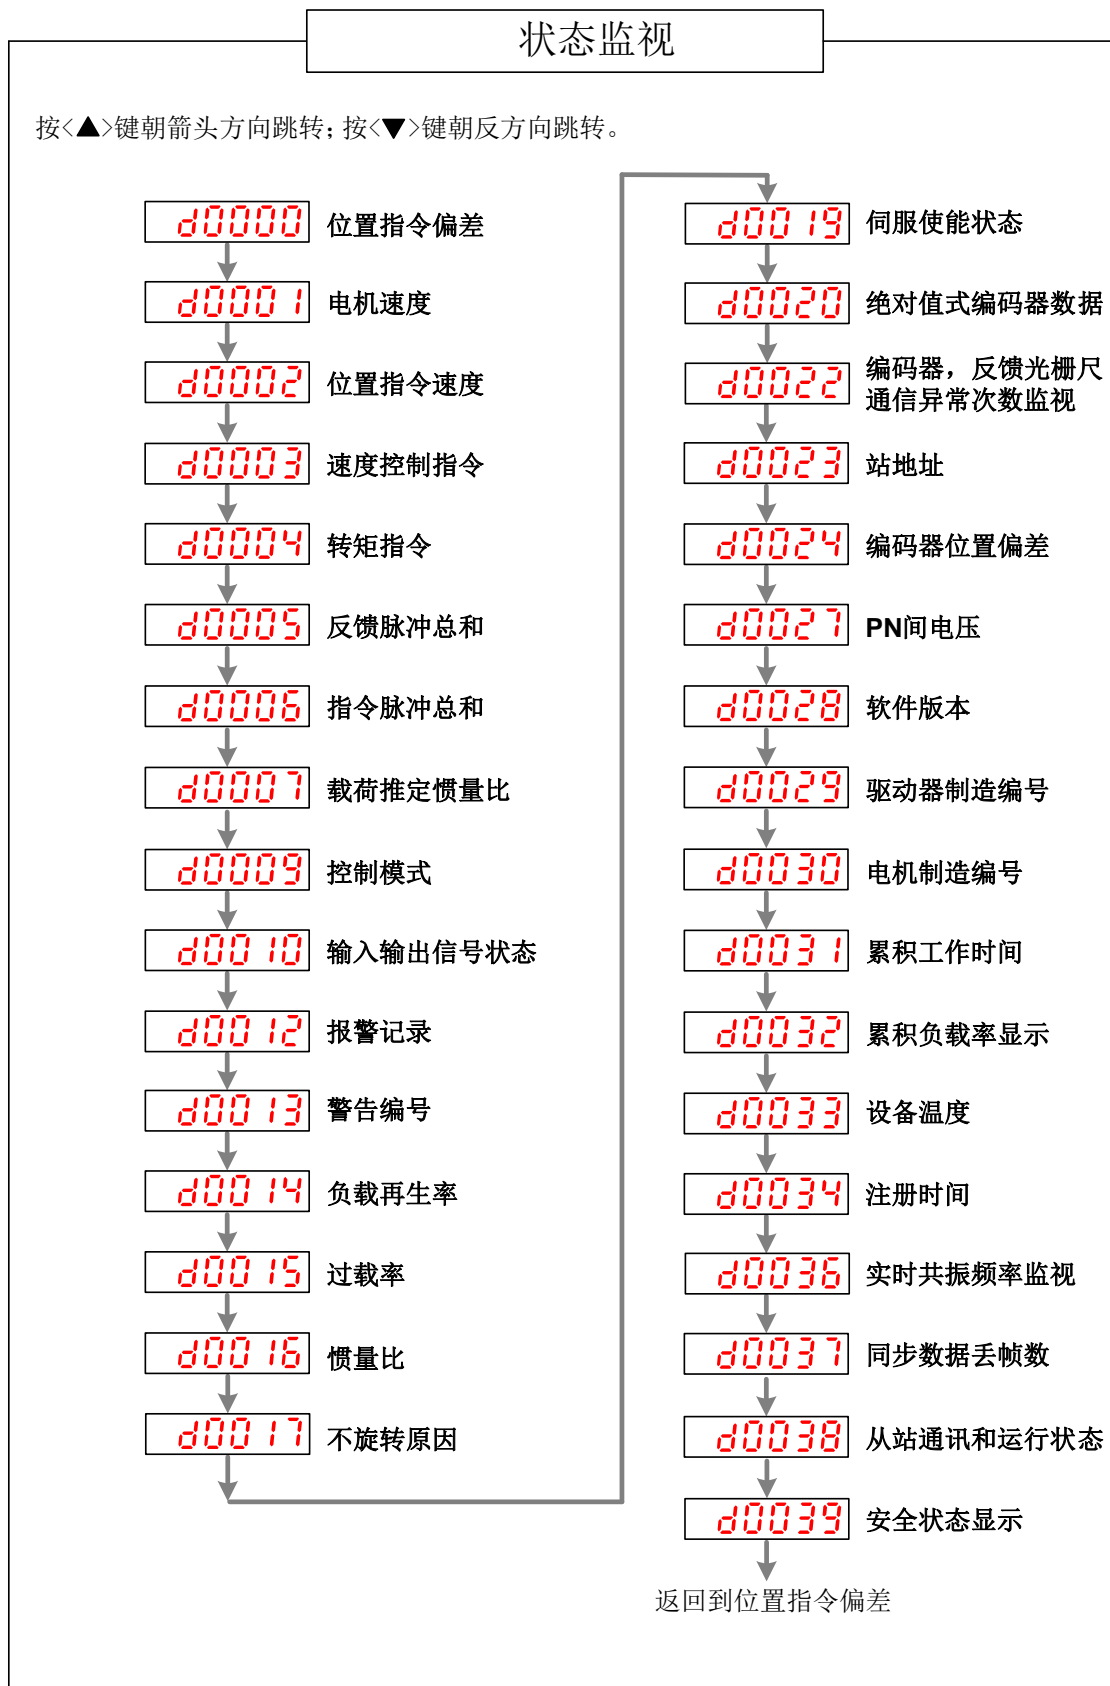 状态监视
按<▲>键朝箭头方向跳转；按<▼>键朝反方向跳转。
d0000 位置指令偏差
d0001 电机速度
d0002 位置指令速度
d0003 速度控制指令
d0004 转矩指令
d0005 反馈脉冲总和
d0006 指令脉冲总和
d0007 载荷推定惯量比
d0009 控制模式
d0010 输入输出信号状态
d0012 报警记录
d0013 警告编号
d0014 负载再生率
d0015 过载率
d0016 惯量比
d0017 不旋转原因
d0019 伺服使能状态
d0020 绝对值式编码器数据
d0022 编码器，反馈光栅尺
通信异常次数监视
d0023 站地址
d0024 编码器位置偏差
d0027 PN间电压
d0028 软件版本
d0029 驱动器制造编号
d0030 电机制造编号
d0031 累积工作时间
d0032 累积负载率显示
d0033 设备温度
d0034 注册时间
d0036 实时共振频率监视
d0037 同步数据丢帧数
d0038 从站通讯和运行状态
d0039 安全状态显示
返回到位置指令偏差